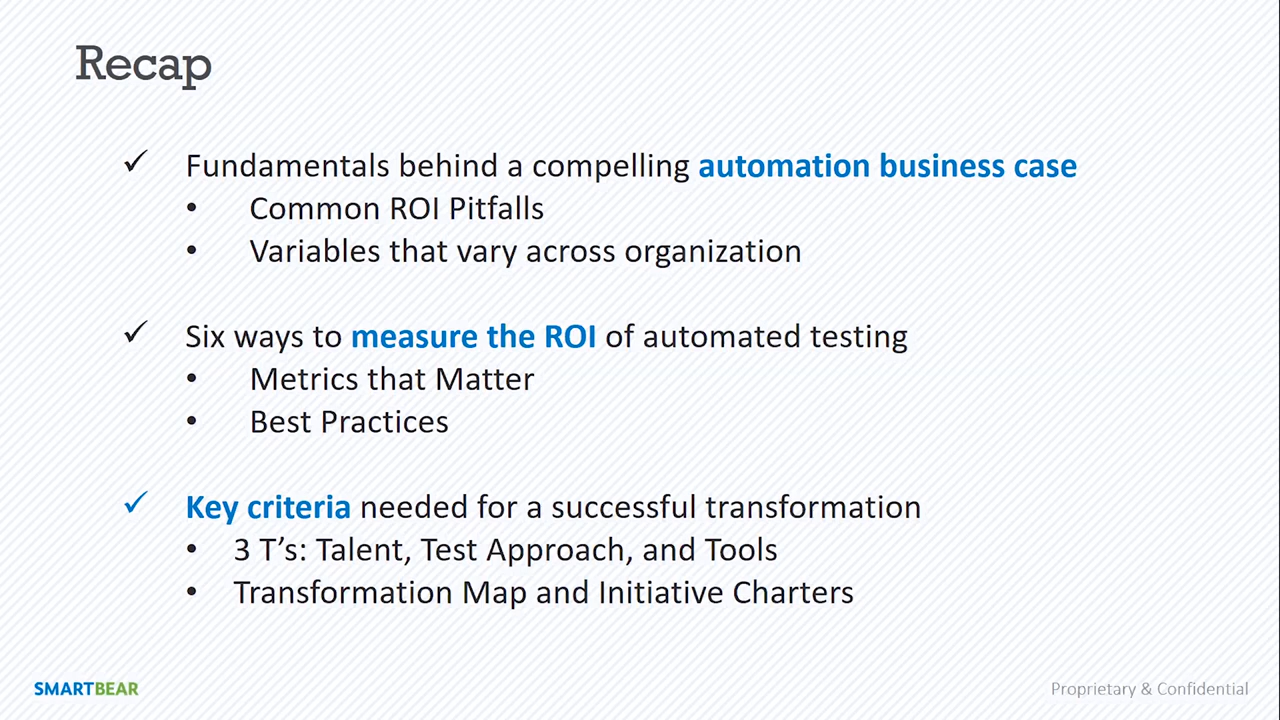 Recap
✓ Fundamentals behind a compelling automation business case
• Common ROI Pitfalls
• Variables that vary across organization
✓ Six ways to measure the ROI of automated testing
• Metrics that Matter
• Best Practices
✓ Key criteria needed for a successful transformation
• 3 T’s: Talent, Test Approach, and Tools
• Transformation Map and Initiative Charters
SMARTBEAR
Proprietary & Confidential